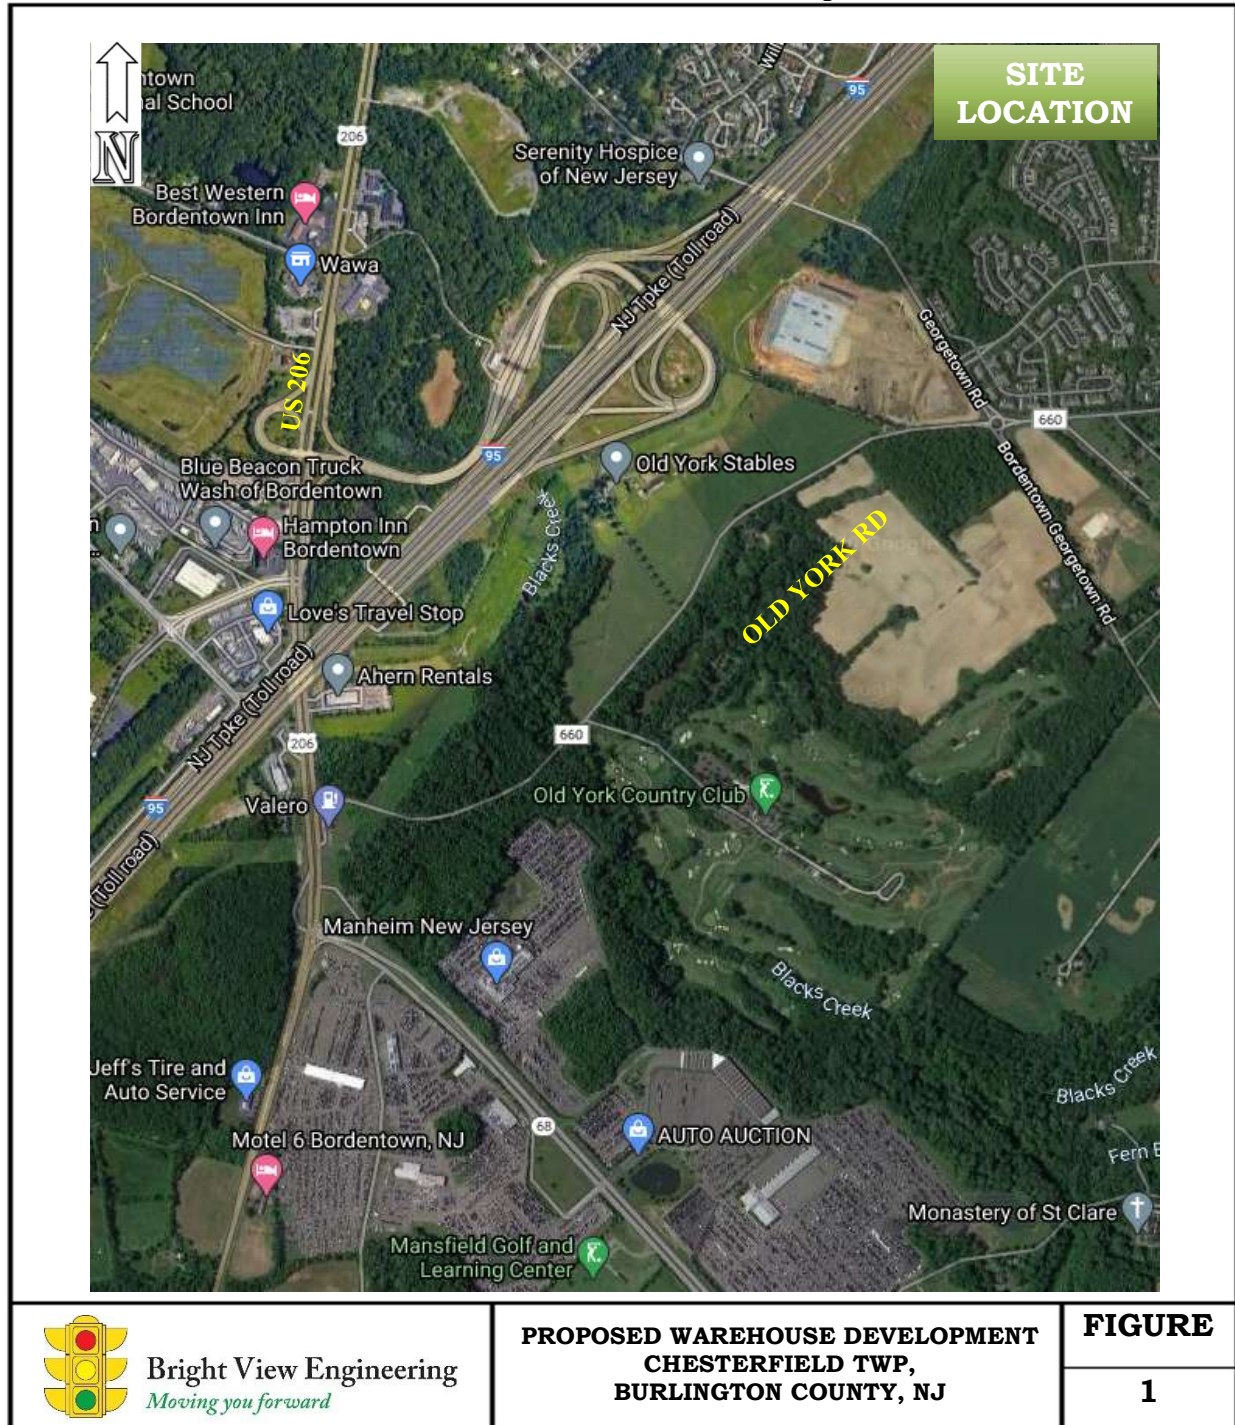 SITE
LOCATION
N
ntown
nal School
206
95
Serenity Hospice
of New Jersey
Best Western
Bordentown Inn
Wawa
NJ Tpke (Toll road)
Georgetown Rd
US 206
660
95
Old York Stables
Blue Beacon Truck
Wash of Bordentown
Bordentown Georgetown Rd
Hampton Inn
Bordentown
Blacks Creek
OLD YORK RD
Love's Travel Stop
Ahern Rentals
NJ Tpke (Toll road)
206
660
Old York Country Club
95
Valero
(Toll road)
Manheim New Jersey
Blacks Creek
Jeff's Tire and
Auto Service
Blacks Creek
68
AUTO AUCTION
Motel 6 Bordentown, NJ
Fern
Monastery of St Clare
Mansfield Golf and
Learning Center
Bright View Engineering
Moving you forward
PROPOSED WAREHOUSE DEVELOPMENT
CHESTERFIELD TWP,
BURLINGTON COUNTY, NJ
FIGURE
1